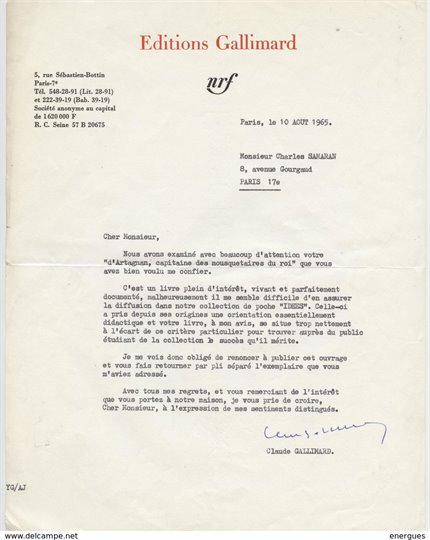 Editions Gallimard
5, rue Sébastien-Bottin
Paris-7e
Tél. 548-28-91 (Lit. 28-91)
et 222-39-19 (Bab. 39-19)
Société anonyme au capital
de 1 620 000 F
R. C. Seine 57 B 20675
nrf
Paris, le 10 AOUT 1965.
Monsieur Charles SAMARAN
8, avenue Gourgaud
PARIS 17e
Cher Monsieur,
Nous avons examiné avec beaucoup d'attention votre
"d'Artagnan, capitaine des mousquetaires du roi" que vous
avez bien voulu me confier.
C'est un livre plein d'intérêt, vivant et parfaitement
documenté, malheureusement il me semble difficile d'en assurer
la diffusion dans notre collection de poche "IDEES". Celle-ci
a pris depuis ses origines une orientation essentiellement
didactique et votre livre, à mon avis, se situe trop nettement
à l'écart de ce critère particulier pour trouver auprès du public
étudiant de la collection le succès qu'il mérite.
Je me vois donc obligé de renoncer à publier cet ouvrage
et vous fais retourner par pli séparé l'exemplaire que vous
m'aviez adressé.
Avec tous mes regrets, et vous remerciant de l'intérêt
que vous portez à notre maison, je vous prie de croire,
Cher Monsieur, à l'expression de mes sentiments distingués.
Claude GALLIMARD.
YG/AJ
www.delcampe.net
energues